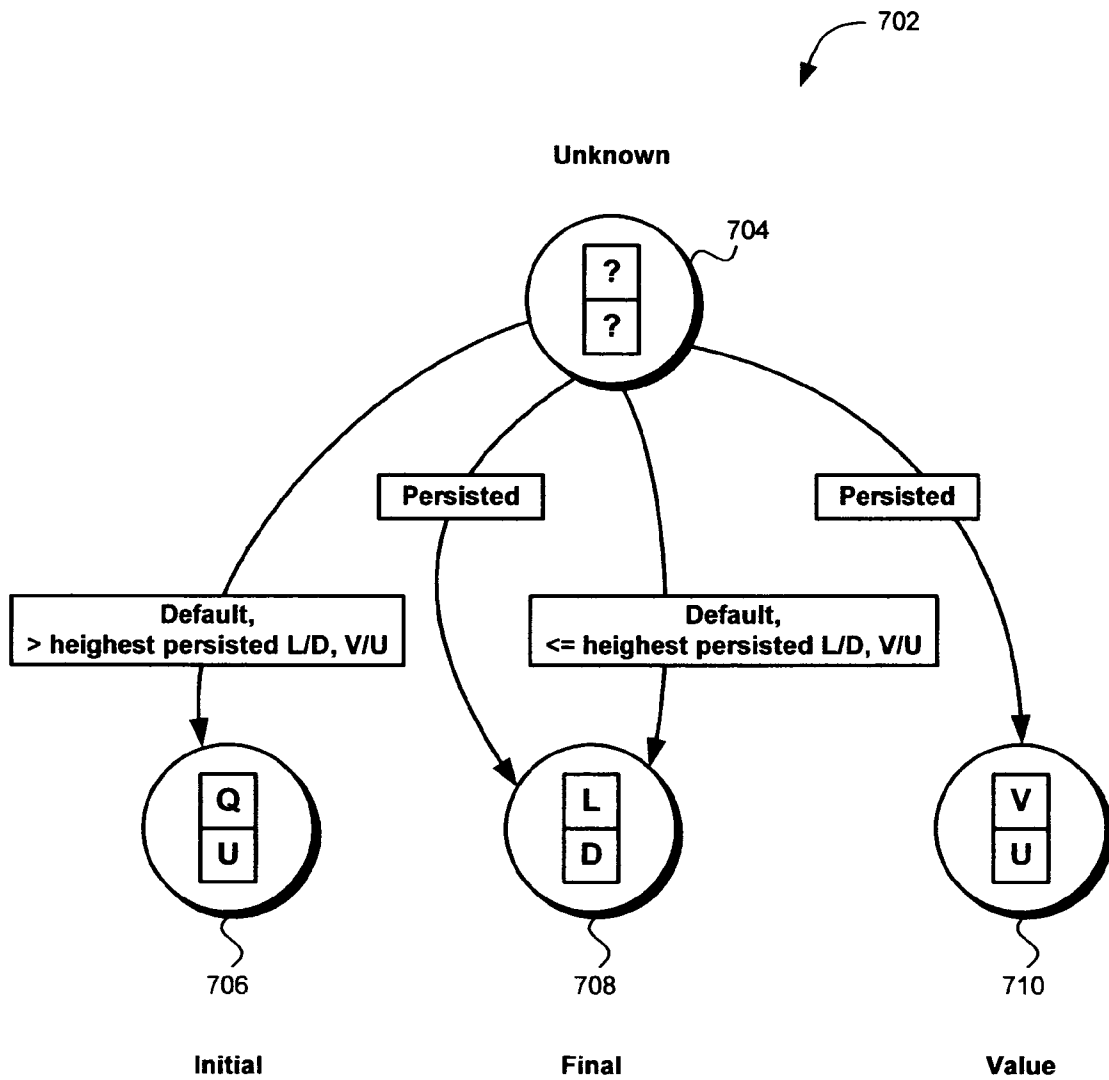 702
Unknown
704
?
?
Persisted
Persisted
Default,
> heighest persisted L/D, V/U
Default,
<= heighest persisted L/D, V/U
Q
U
L
D
V
U
706
708
710
Initial
Final
Value